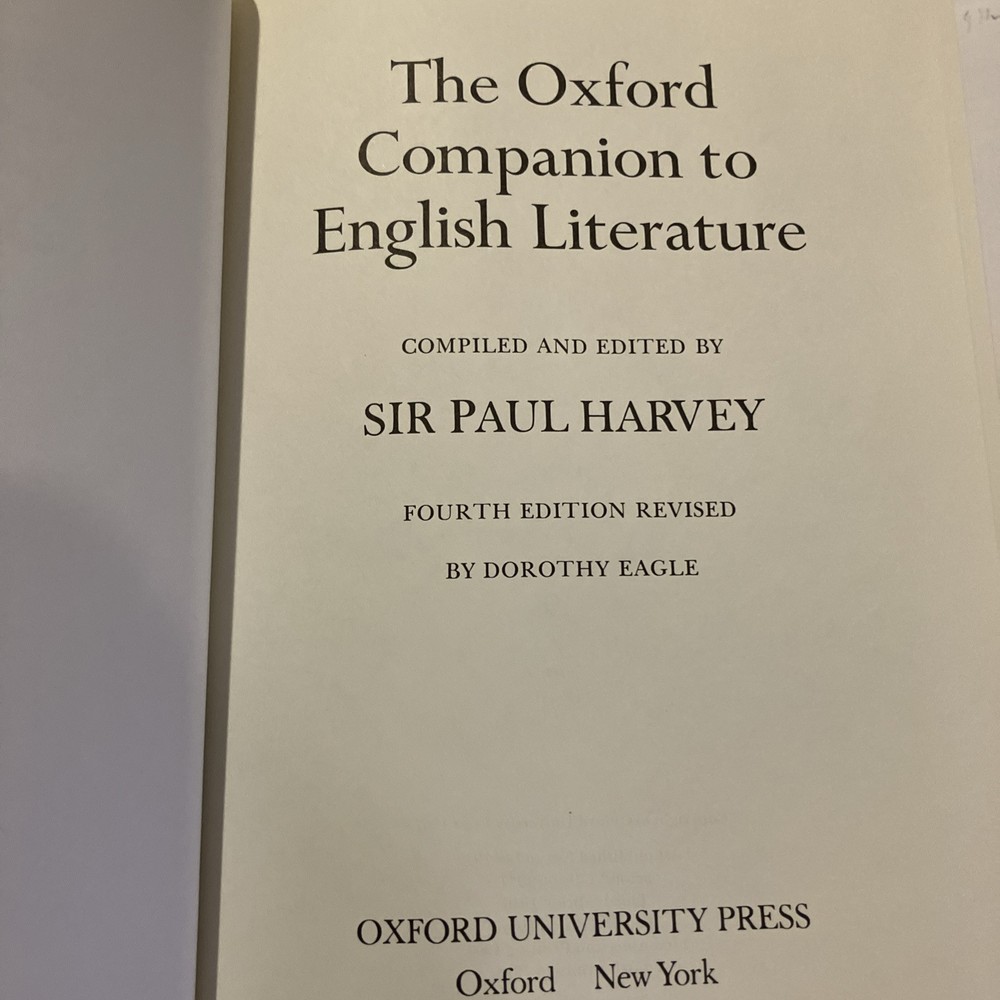 The Oxford
Companion to
English Literature
COMPILED AND EDITED BY
SIR PAUL HARVEY
FOURTH EDITION REVISED
BY DOROTHY EAGLE
OXFORD UNIVERSITY PRESS
Oxford New York